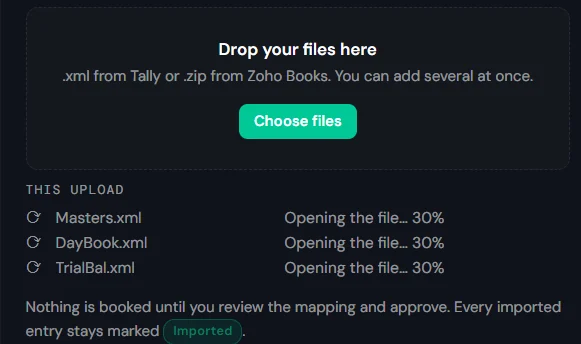 Drop your files here
.xml from Tally or .zip from Zoho Books. You can add several at once.
Choose files
THIS UPLOAD
Masters.xml Opening the file... 30%
DayBook.xml Opening the file... 30%
TrialBal.xml Opening the file... 30%
Nothing is booked until you review the mapping and approve. Every imported
entry stays marked Imported.